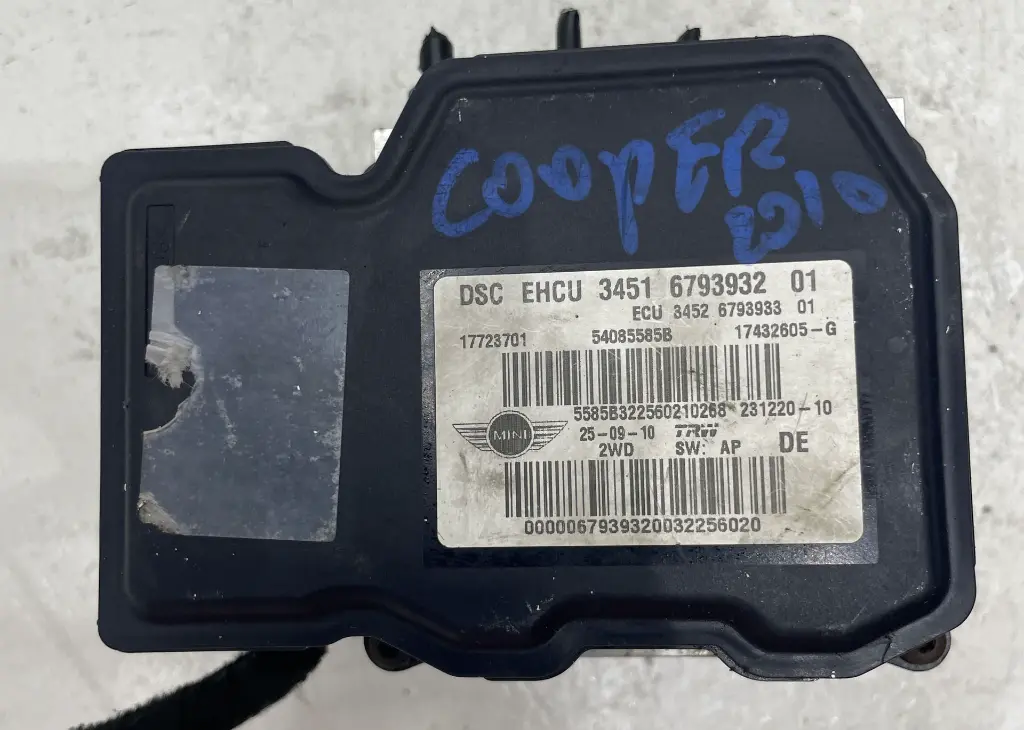 COOPER
2010
DSC EHCU 3451 6793932 01
ECU 3452 6793933 01
17723701 54085585B 17432605-G
5585B322560210268 231220-10
MINI 25-09-10 TRW DE
2WD SW: AP
0000067939320032256020